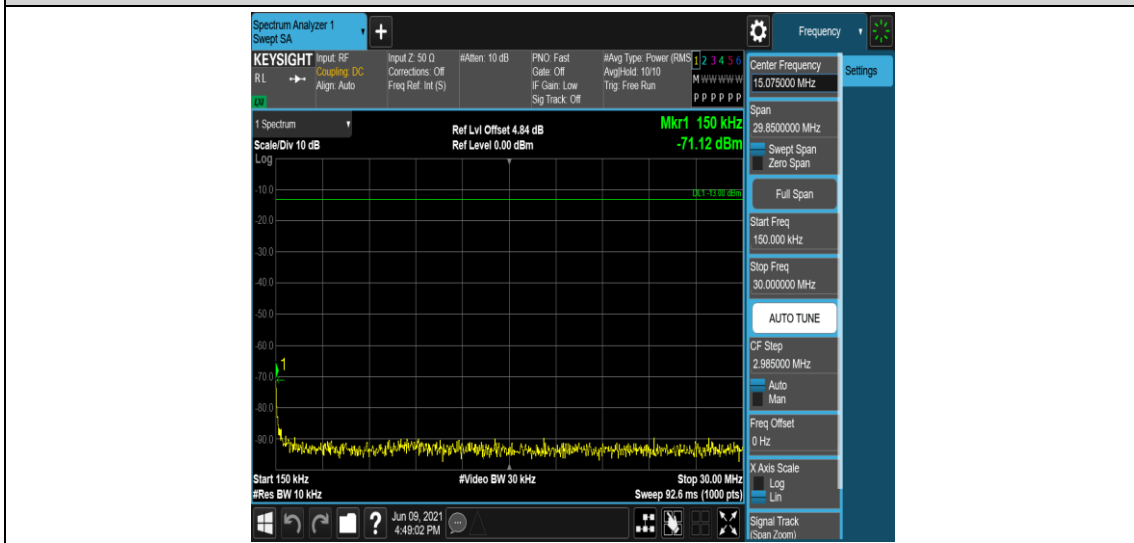 Spectrum Analyzer 1
Swept SA
+
Frequency
KEYSIGHT
RL
LXI
Input: RF
Coupling: DC
Align: Auto
Input Z: 50 Ω
Corrections: Off
Freq Ref: Int (S)
#Atten: 10 dB
PNO: Fast
Gate: Off
IF Gain: Low
Sig Track: Off
#Avg Type: Power (RMS
Avg|Hold: 10/10
Trig: Free Run
1 2 3 4 5 6
M W W W W W
P P P P P P
1 Spectrum
Scale/Div 10 dB
Ref Lvl Offset 4.84 dB
Ref Level 0.00 dBm
Mkr1 150 kHz
-71.12 dBm
Log
DL1 -13.00 dBm
-10.0
-20.0
-30.0
-40.0
-50.0
-60.0
1
-70.0
-80.0
-90.0
Start 150 kHz
#Video BW 30 kHz
Stop 30.00 MHz
#Res BW 10 kHz
Sweep 92.6 ms (1000 pts)
Center Frequency
15.075000 MHz
Settings
Span
29.8500000 MHz
Swept Span
Zero Span
Full Span
Start Freq
150.000 kHz
Stop Freq
30.000000 MHz
AUTO TUNE
CF Step
2.985000 MHz
Auto
Man
Freq Offset
0 Hz
X Axis Scale
Log
Lin
Signal Track
(Span Zoom)
?
Jun 09, 2021
4:49:02 PM